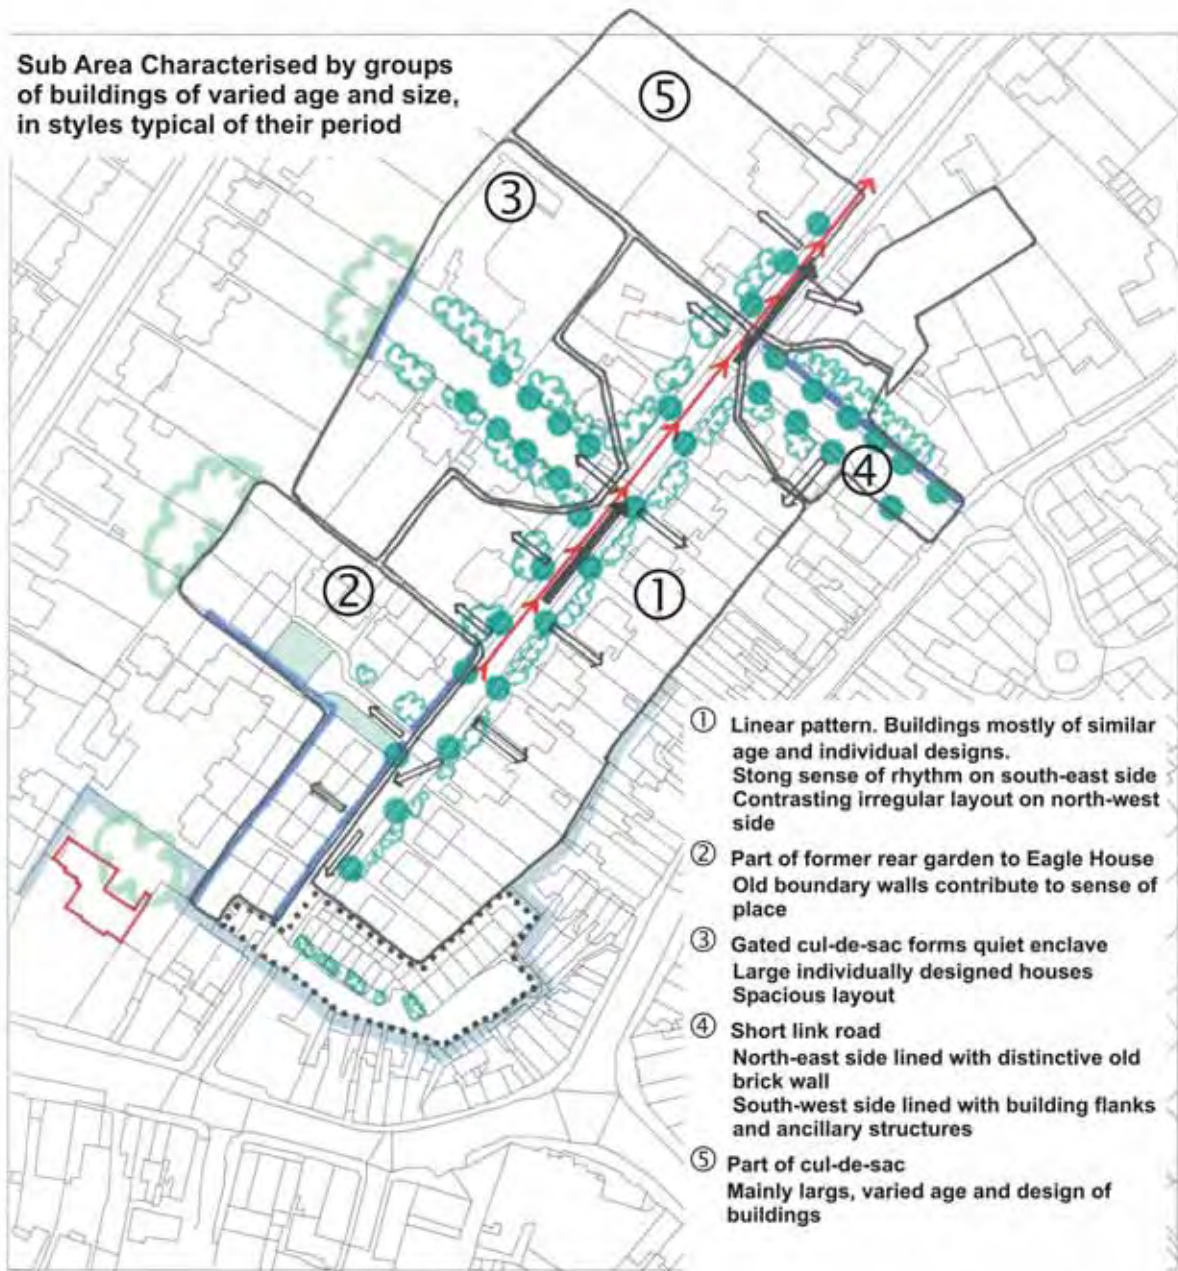 Sub Area Characterised by groups
of buildings of varied age and size,
in styles typical of their period
⑤
③
④
①
②
① Linear pattern. Buildings mostly of similar
age and individual designs.
Stong sense of rhythm on south-east side
Contrasting irregular layout on north-west
side
② Part of former rear garden to Eagle House
Old boundary walls contribute to sense of
place
③ Gated cul-de-sac forms quiet enclave
Large individually designed houses
Spacious layout
④ Short link road
North-east side lined with distinctive old
brick wall
South-west side lined with building flanks
and ancillary structures
⑤ Part of cul-de-sac
Mainly largs, varied age and design of
buildings